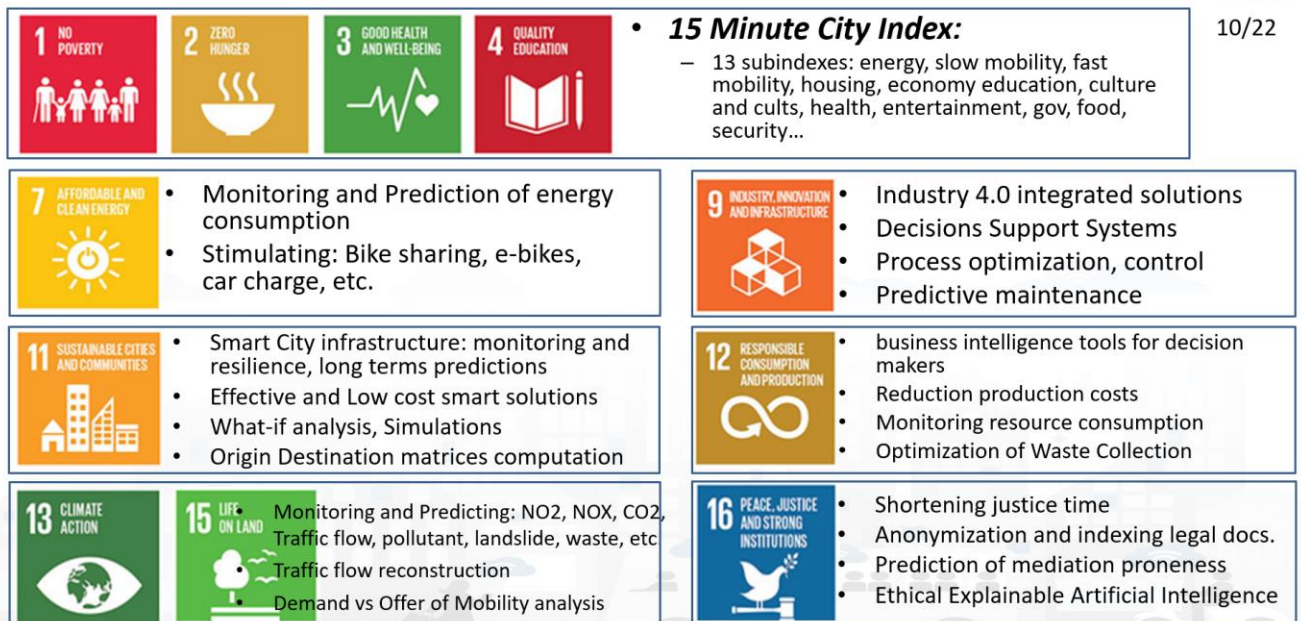 1 NO
POVERTY
2 ZERO
HUNGER
3 GOOD HEALTH
AND WELL-BEING
4 QUALITY
EDUCATION
• 15 Minute City Index:
– 13 subindexes: energy, slow mobility, fast
mobility, housing, economy education, culture
and cults, health, entertainment, gov, food,
security...
10/22
7 AFFORDABLE AND
CLEAN ENERGY
• Monitoring and Prediction of energy
consumption
• Stimulating: Bike sharing, e-bikes,
car charge, etc.
9 INDUSTRY, INNOVATION
AND INFRASTRUCTURE
• Industry 4.0 integrated solutions
• Decisions Support Systems
• Process optimization, control
• Predictive maintenance
11 SUSTAINABLE CITIES
AND COMMUNITIES
• Smart City infrastructure: monitoring and
resilience, long terms predictions
• Effective and Low cost smart solutions
• What-if analysis, Simulations
• Origin Destination matrices computation
12 RESPONSIBLE
CONSUMPTION
AND PRODUCTION
• business intelligence tools for decision
makers
• Reduction production costs
• Monitoring resource consumption
• Optimization of Waste Collection
13 CLIMATE
ACTION
15 LIFE
ON LAND
• Monitoring and Predicting: NO2, NOX, CO2,
Traffic flow, pollutant, landslide, waste, etc
• Traffic flow reconstruction
• Demand vs Offer of Mobility analysis
16 PEACE, JUSTICE
AND STRONG
INSTITUTIONS
• Shortening justice time
• Anonymization and indexing legal docs.
• Prediction of mediation proneness
• Ethical Explainable Artificial Intelligence